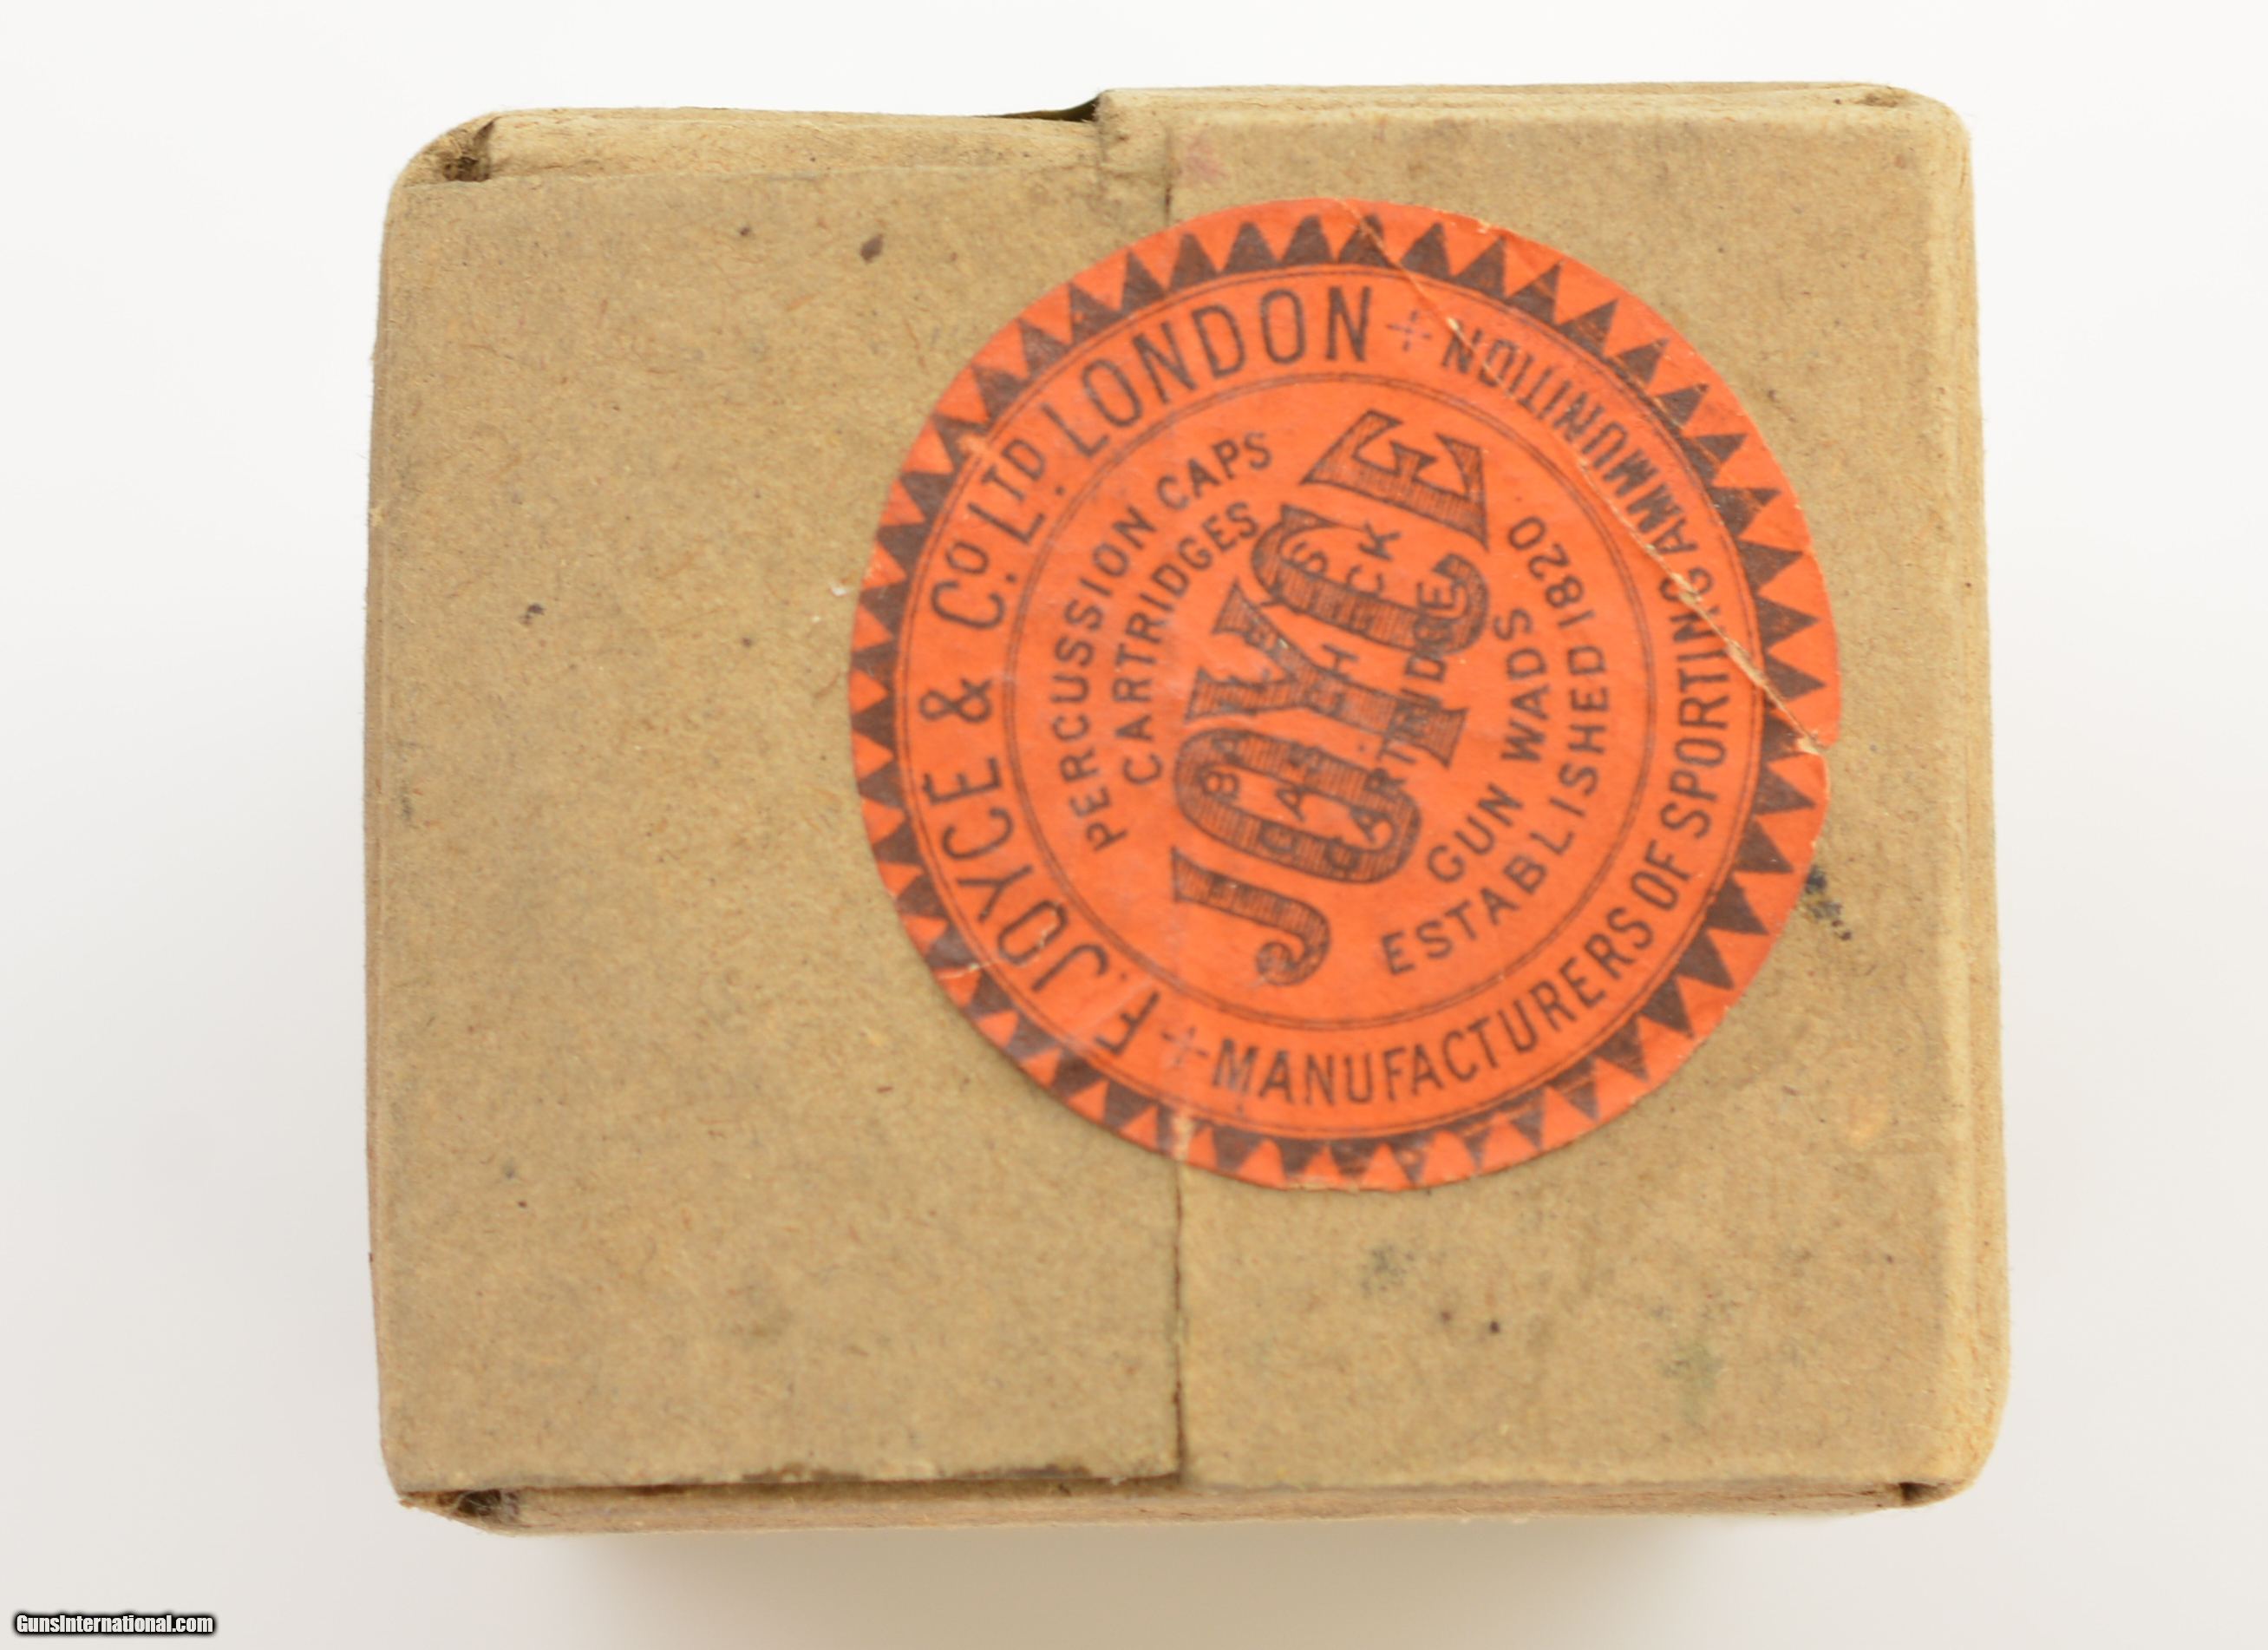 F. JOYCE & CO. LTD. LONDON
MANUFACTURERS OF SPORTING AMMUNITION
PERCUSSION CAPS
CARTRIDGES
JOYCE
GUN WADS
ESTABLISHED 1820
GunsInternational.com